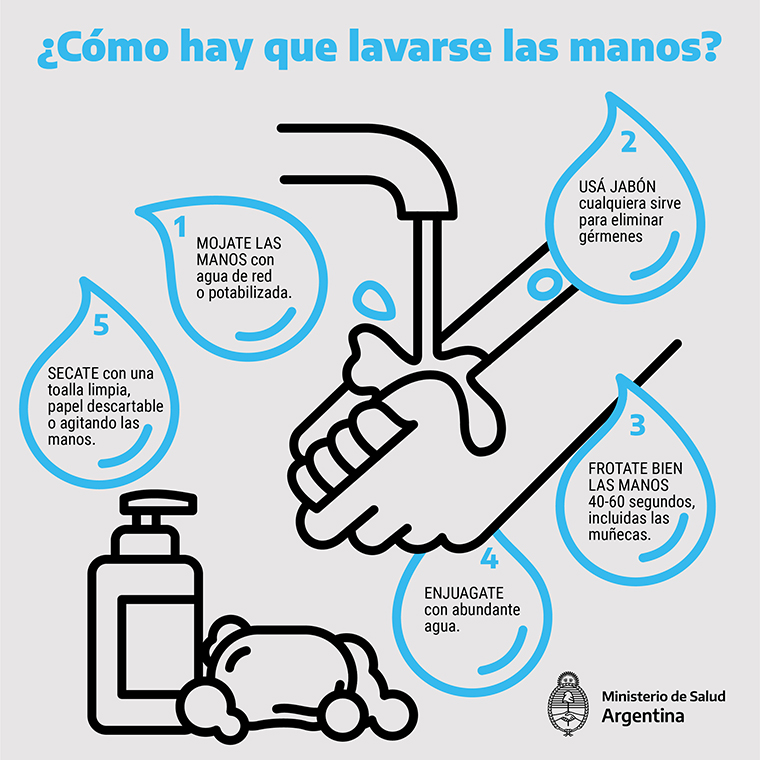 ¿Cómo hay que lavarse las manos?
1
MOJATE LAS
MANOS con
agua de red
o potabilizada.
2
USÁ JABÓN
cualquiera sirve
para eliminar
gérmenes
3
FROTATE BIEN
LAS MANOS
40-60 segundos,
incluidas las
muñecas.
4
ENJUAGATE
con abundante
agua.
5
SECATE con una
toalla limpia,
papel descartable
o agitando las
manos.
Ministerio de Salud
Argentina